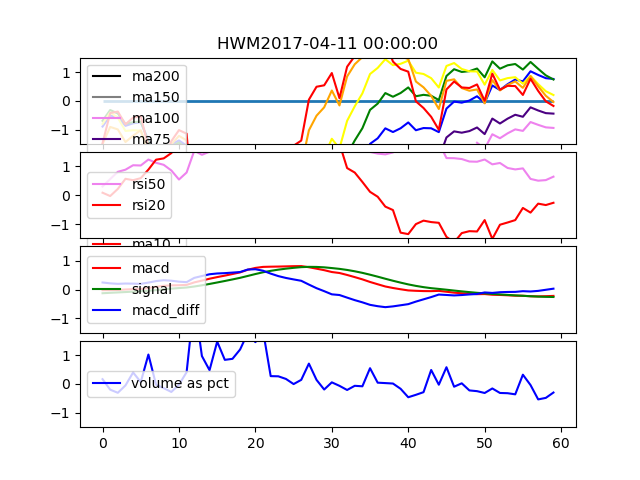 HWM2017-04-11 00:00:00
1
0
−1
ma200
ma150
ma100
ma75
1
0
−1
rsi50
rsi20
ma10
1
0
−1
macd
signal
macd_diff
1
0
−1
volume as pct
0 10 20 30 40 50 60